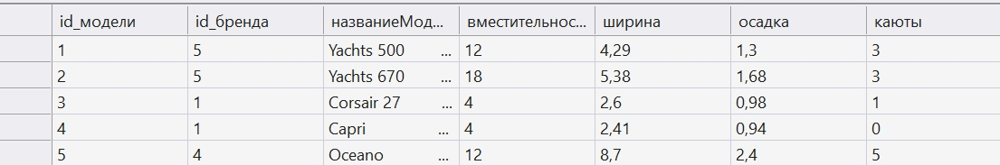 id_модели id_бренда названиеМод... вместительнос... ширина осадка каюты
1 5 Yachts 500 ... 12 4,29 1,3 3
2 5 Yachts 670 ... 18 5,38 1,68 3
3 1 Corsair 27 ... 4 2,6 0,98 1
4 1 Capri ... 4 2,41 0,94 0
5 4 Oceano ... 12 8,7 2,4 5